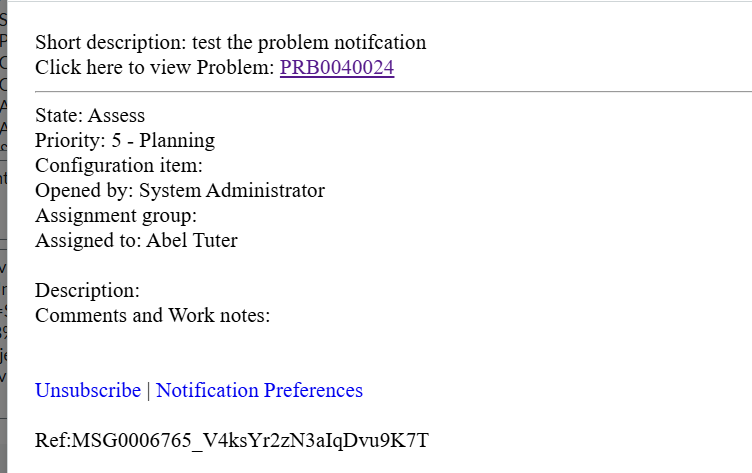 Short description: test the problem notifcation
Click here to view Problem: PRB0040024
State: Assess
Priority: 5 - Planning
Configuration item:
Opened by: System Administrator
Assignment group:
Assigned to: Abel Tuter
Description:
Comments and Work notes:
Unsubscribe | Notification Preferences
Ref:MSG0006765_V4ksYr2zN3aIqDvu9K7T